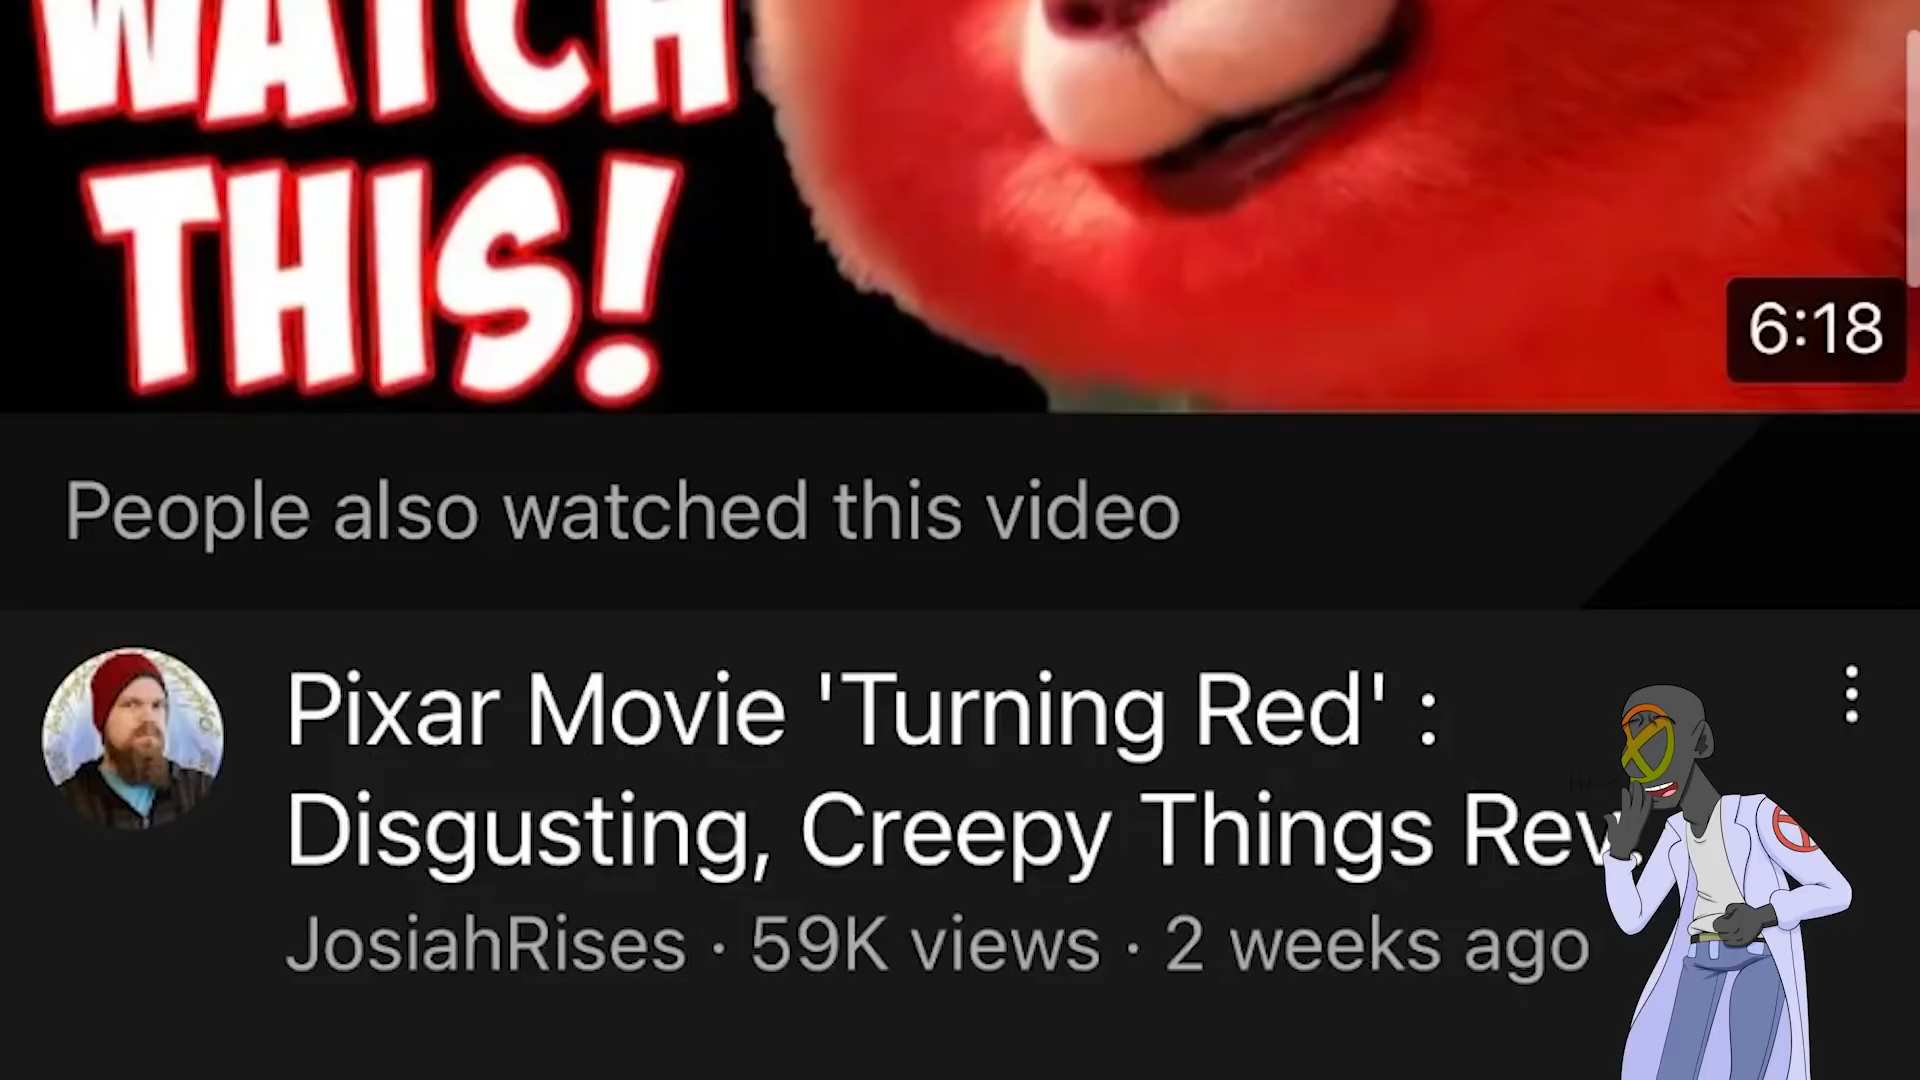 WATCH
THIS!
6:18
People also watched this video
Pixar Movie 'Turning Red' :
Disgusting, Creepy Things Rev
JosiahRises · 59K views · 2 weeks ago